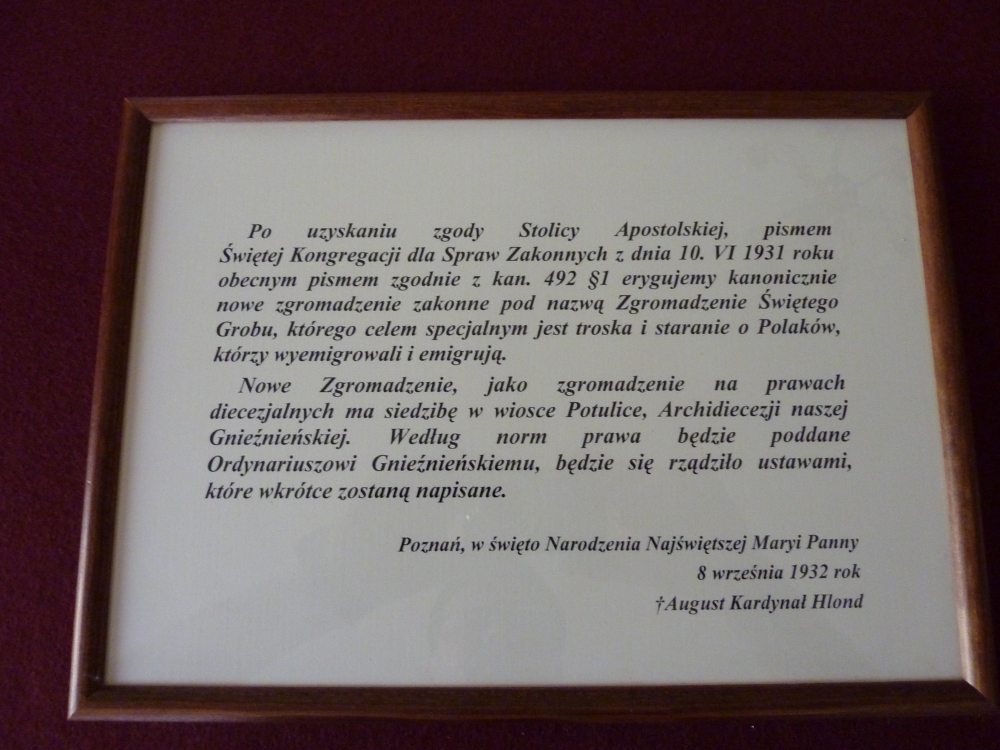 Po uzyskaniu zgody Stolicy Apostolskiej, pismem
Świętej Kongregacji dla Spraw Zakonnych z dnia 10. VI 1931 roku
obecnym pismem zgodnie z kan. 492 §1 erygujemy kanonicznie
nowe zgromadzenie zakonne pod nazwą Zgromadzenie Świętego
Grobu, którego celem specjalnym jest troska i staranie o Polaków,
którzy wyemigrowali i emigrują.
Nowe Zgromadzenie, jako zgromadzenie na prawach
diecezjalnych ma siedzibę w wiosce Potulice, Archidiecezji naszej
Gnieźnieńskiej. Według norm prawa będzie poddane
Ordynariuszowi Gnieźnieńskiemu, będzie się rządziło ustawami,
które wkrótce zostaną napisane.
Poznań, w święto Narodzenia Najświętszej Maryi Panny
8 września 1932 rok
†August Kardynał Hlond